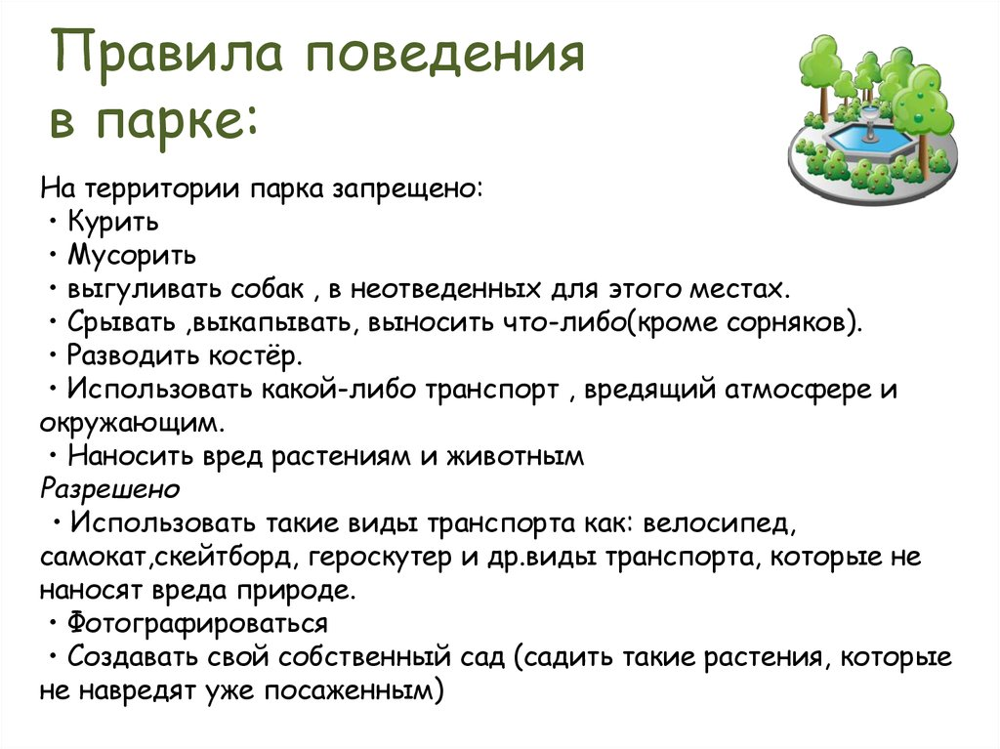 Правила поведения
в парке:
На территории парка запрещено:
• Курить
• Мусорить
• выгуливать собак , в неотведенных для этого местах.
• Срывать ,выкапывать, выносить что-либо(кроме сорняков).
• Разводить костёр.
• Использовать какой-либо транспорт , вредящий атмосфере и
окружающим.
• Наносить вред растениям и животным
Разрешено
• Использовать такие виды транспорта как: велосипед,
самокат,скейтборд, героскутер и др.виды транспорта, которые не
наносят вреда природе.
• Фотографироваться
• Создавать свой собственный сад (садить такие растения, которые
не навредят уже посаженным)